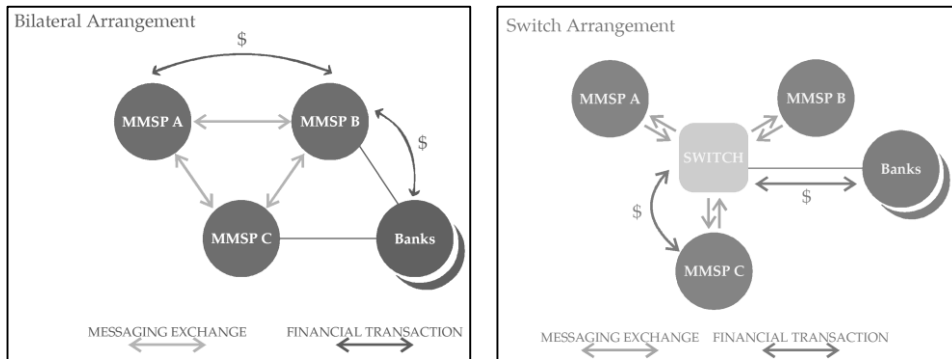 Bilateral Arrangement
$
MMSP A
MMSP B
$
MMSP C
Banks
MESSAGING EXCHANGE
FINANCIAL TRANSACTION
Switch Arrangement
MMSP A
MMSP B
SWITCH
Banks
$
$
MMSP C
MESSAGING EXCHANGE
FINANCIAL TRANSACTION